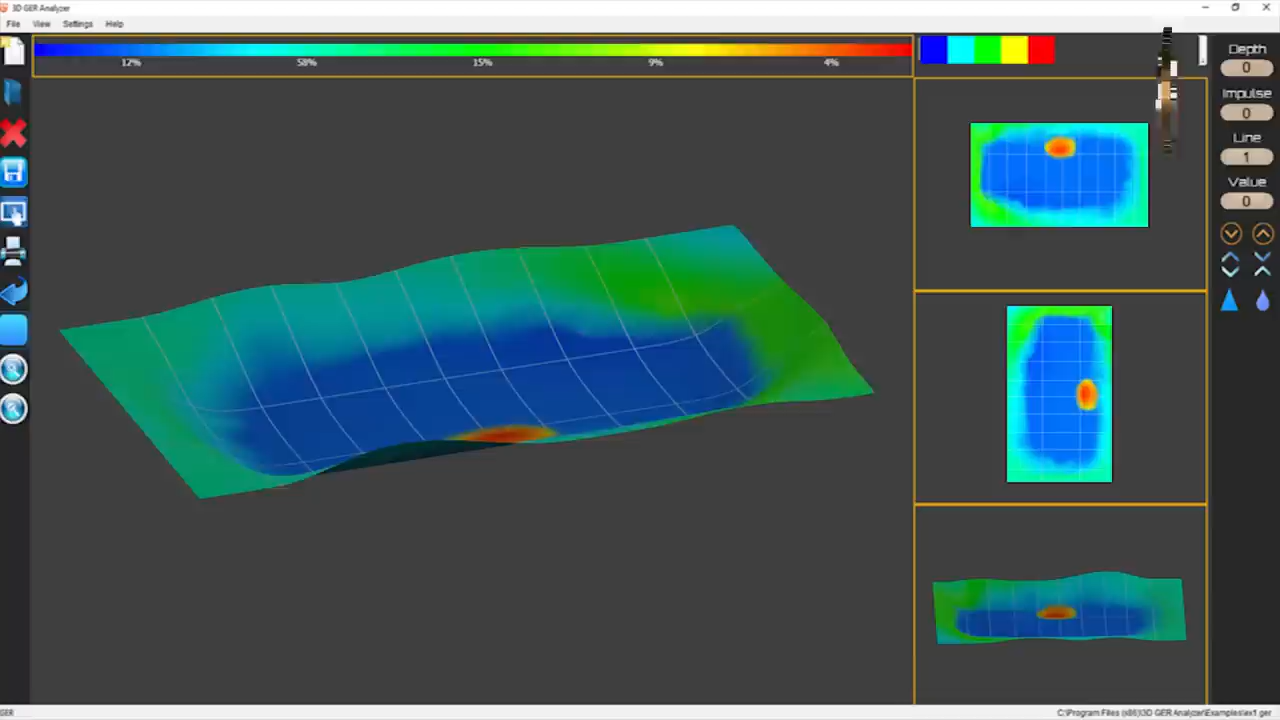 3D GER Analyzer
File View Settings Help
12% 58% 15% 9% 4%
Depth
0
Impulse
0
Line
1
Value
0
GER
C:\Program Files (x86)\3D GER Analyzer\Examples\ex1.ger